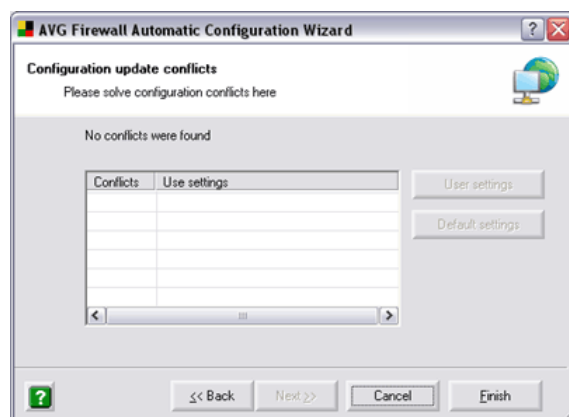 AVG Firewall Automatic Configuration Wizard
?
Configuration update conflicts
Please solve configuration conflicts here
No conflicts were found
Conflicts Use settings
User settings
Default settings
?
<< Back Next >> Cancel Finish